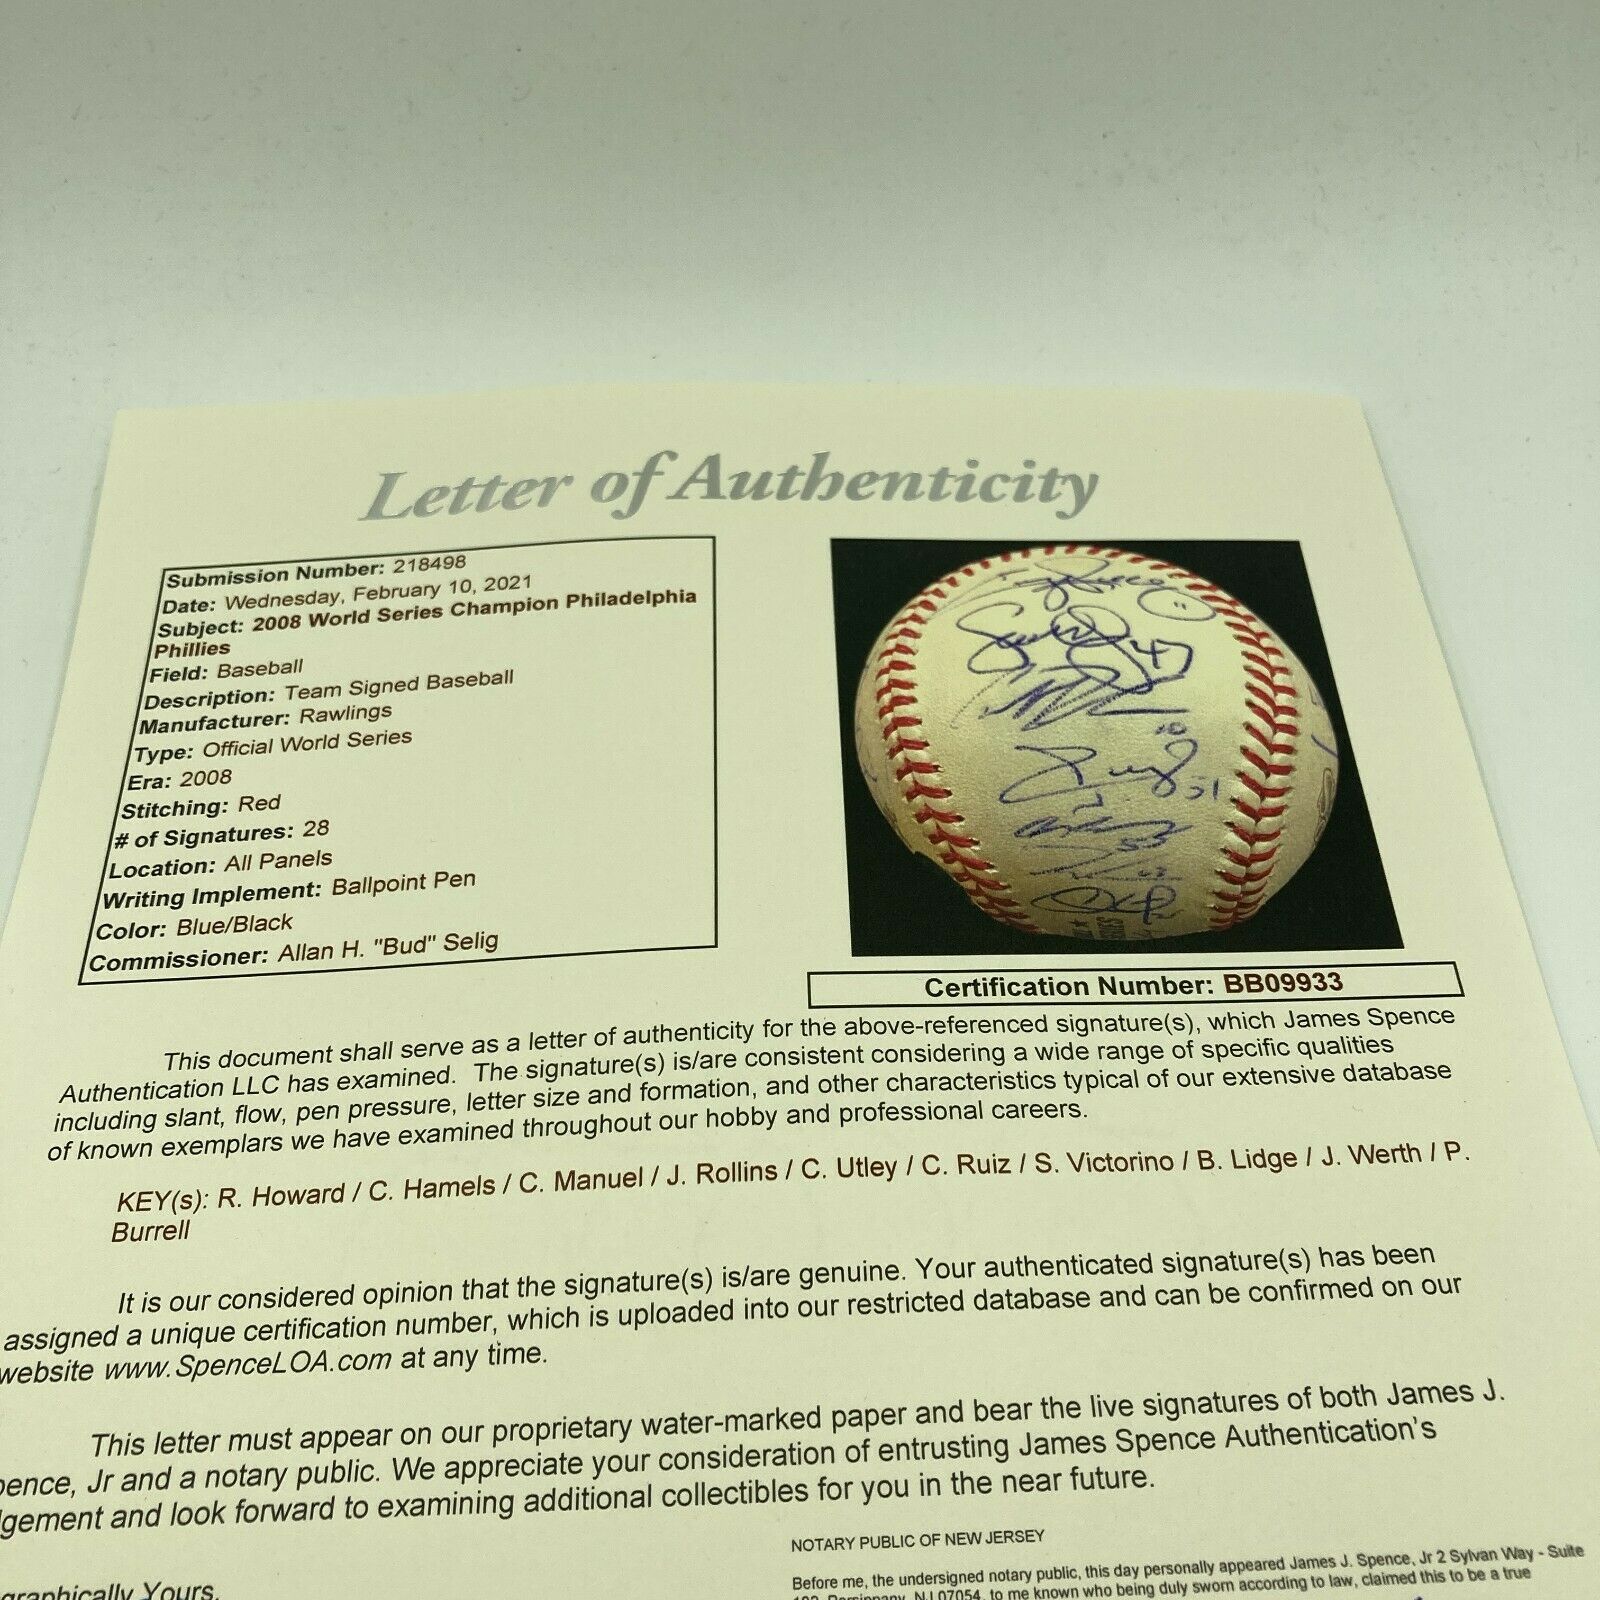 Letter of Authenticity
Submission Number: 218498
Date: Wednesday, February 10, 2021
Subject: 2008 World Series Champion Philadelphia
Phillies
Field: Baseball
Description: Team Signed Baseball
Manufacturer: Rawlings
Type: Official World Series
Era: 2008
Stitching: Red
# of Signatures: 28
Location: All Panels
Writing Implement: Ballpoint Pen
Color: Blue/Black
Commissioner: Allan H. "Bud" Selig
47
10
51
Certification Number: BB09933
This document shall serve as a letter of authenticity for the above-referenced signature(s), which James Spence
Authentication LLC has examined. The signature(s) is/are consistent considering a wide range of specific qualities
including slant, flow, pen pressure, letter size and formation, and other characteristics typical of our extensive database
of known exemplars we have examined throughout our hobby and professional careers.
KEY(s): R. Howard / C. Hamels / C. Manuel / J. Rollins / C. Utley / C. Ruiz / S. Victorino / B. Lidge / J. Werth / P.
Burrell
It is our considered opinion that the signature(s) is/are genuine. Your authenticated signature(s) has been
assigned a unique certification number, which is uploaded into our restricted database and can be confirmed on our
website www.SpenceLOA.com at any time.
This letter must appear on our proprietary water-marked paper and bear the live signatures of both James J.
pence, Jr and a notary public. We appreciate your consideration of entrusting James Spence Authentication's
gement and look forward to examining additional collectibles for you in the near future.
NOTARY PUBLIC OF NEW JERSEY
Before me, the undersigned notary public, this day personally appeared James J. Spence, Jr 2 Sylvan Way - Suite
Parsippany, NJ 07054, to me known who being duly sworn according to law, claimed this to be a true
graphically Yours,